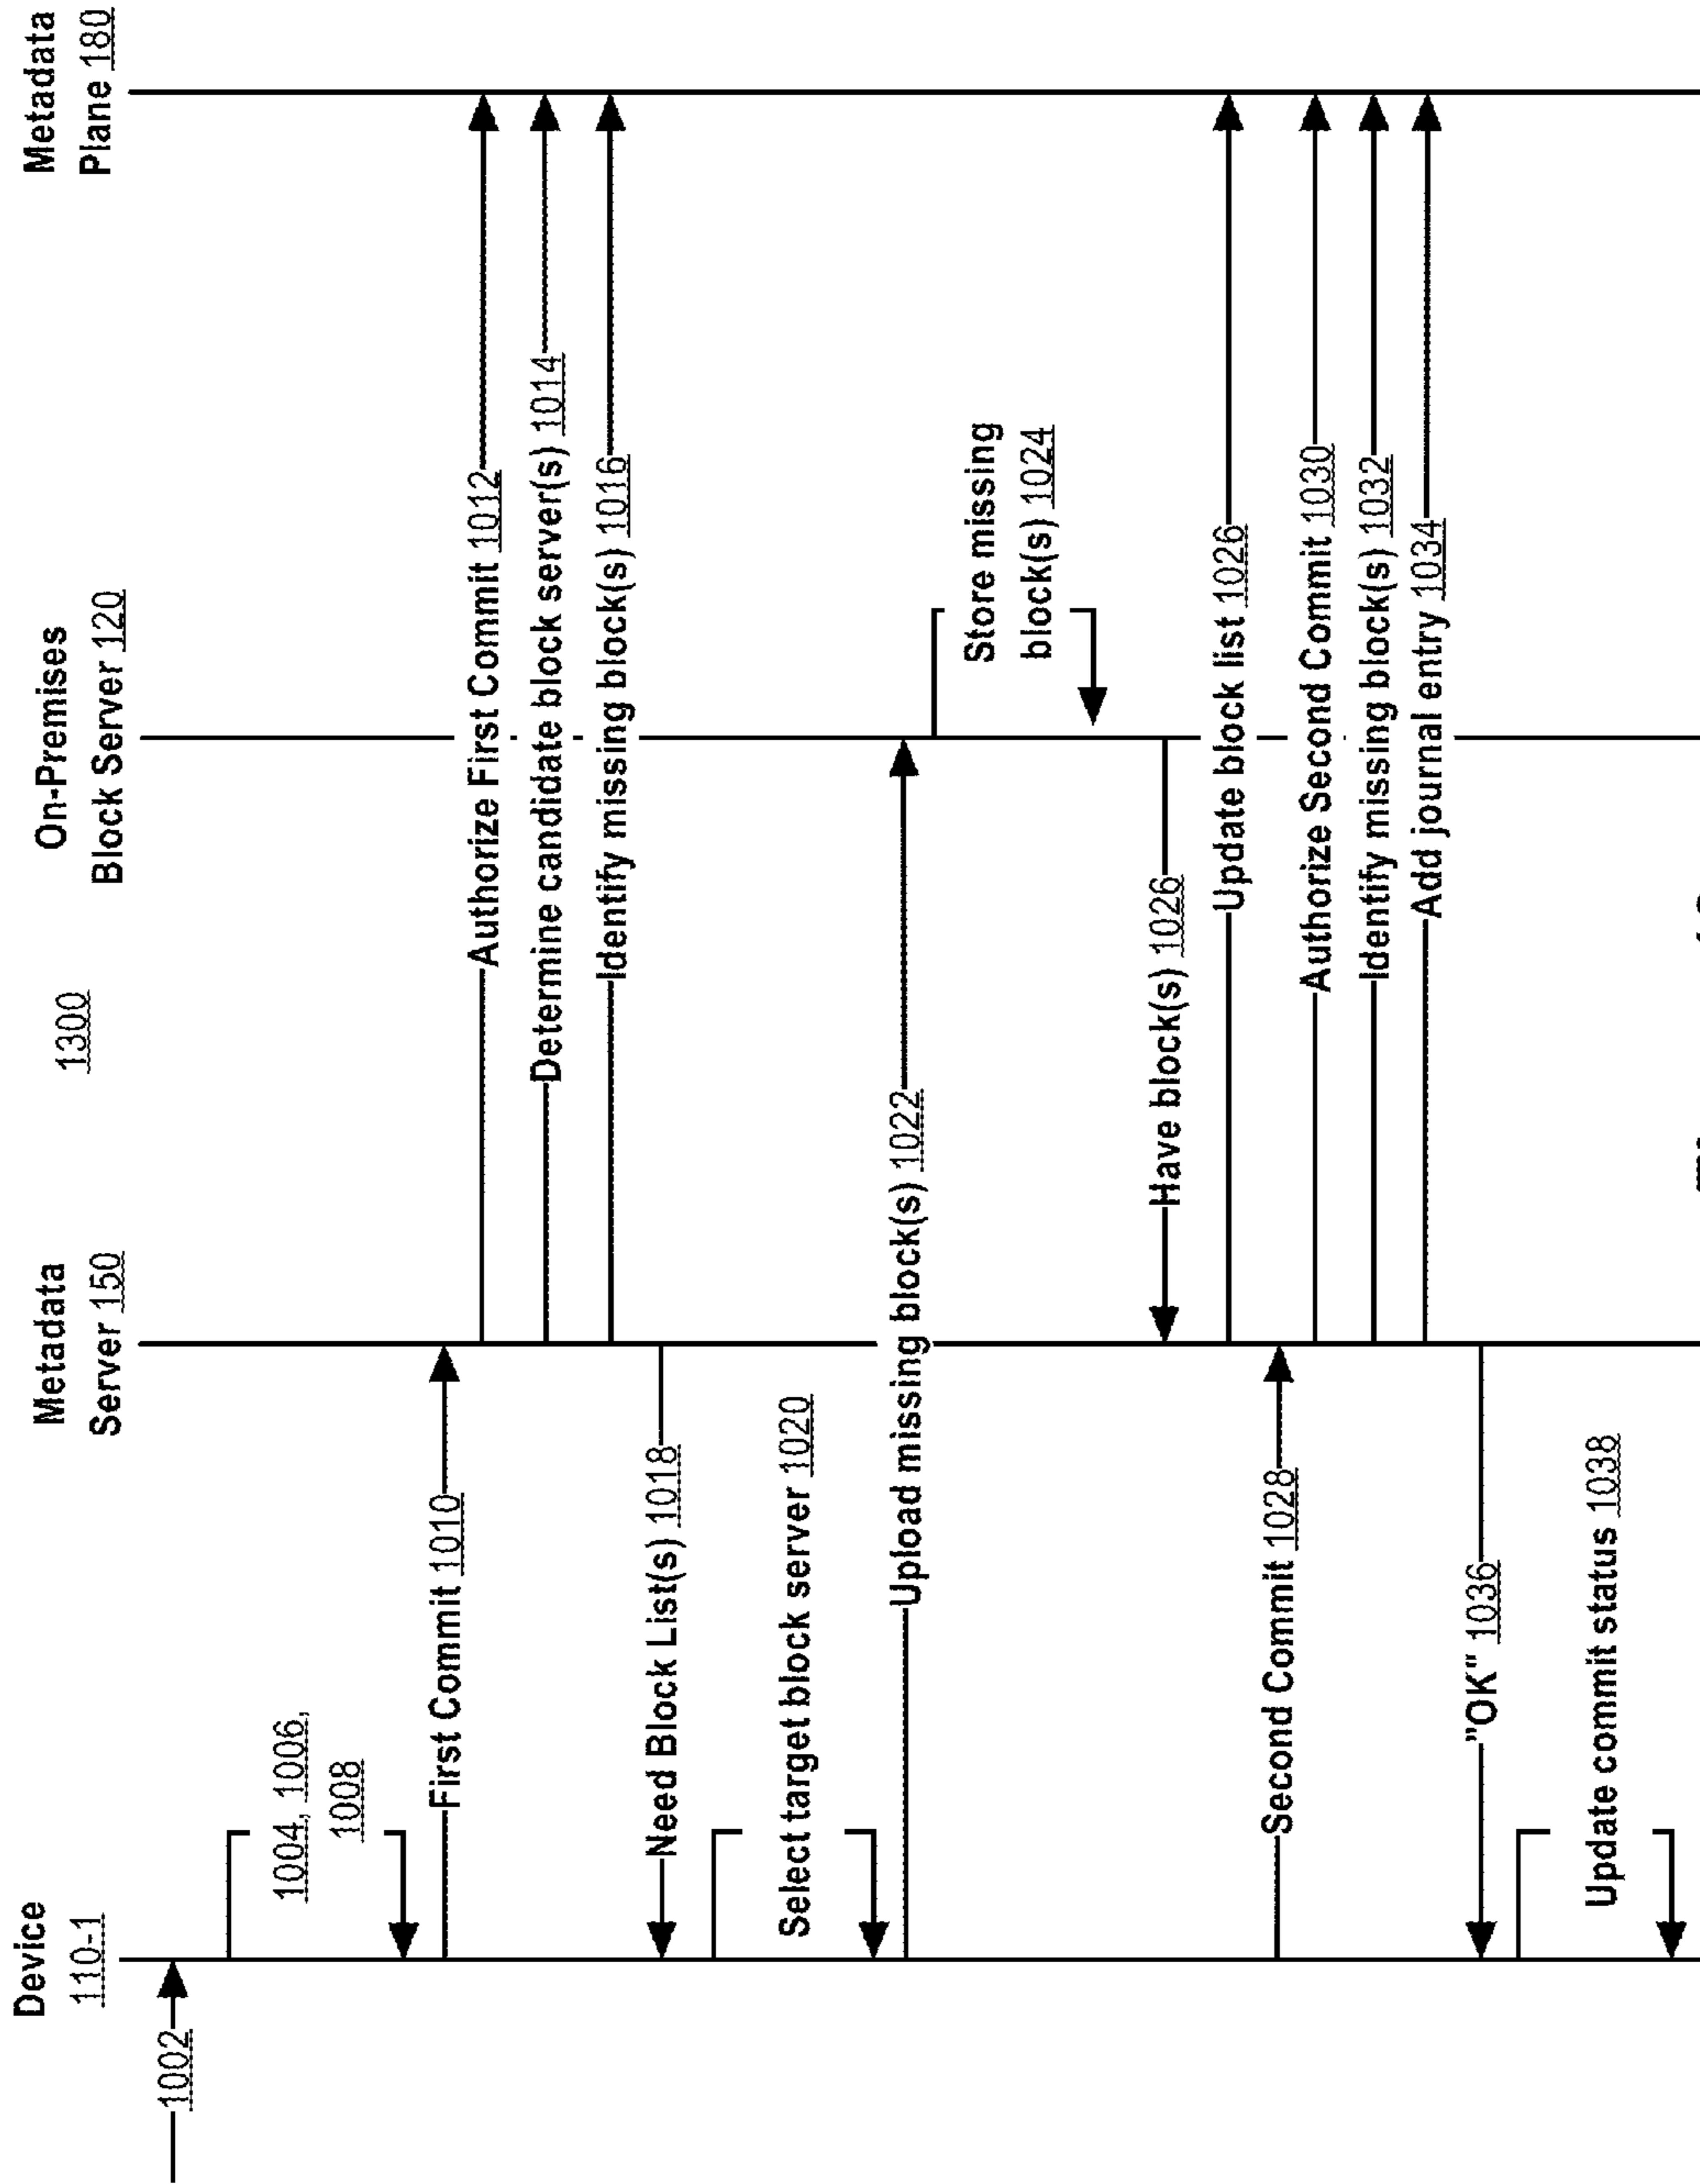 1300
Device
110-1
Metadata
Server 150
On-Premises
Block Server 120
Metadata
Plane 180
1002
1004, 1006,
1008
First Commit 1010
Authorize First Commit 1012
Determine candidate block server(s) 1014
Identify missing block(s) 1016
Need Block List(s) 1018
Select target block server 1020
Upload missing block(s) 1022
Store missing
block(s) 1024
Have block(s) 1026
Update block list 1026
Second Commit 1028
Authorize Second Commit 1030
Identify missing block(s) 1032
Add journal entry 1034
"OK" 1036
Update commit status 1038